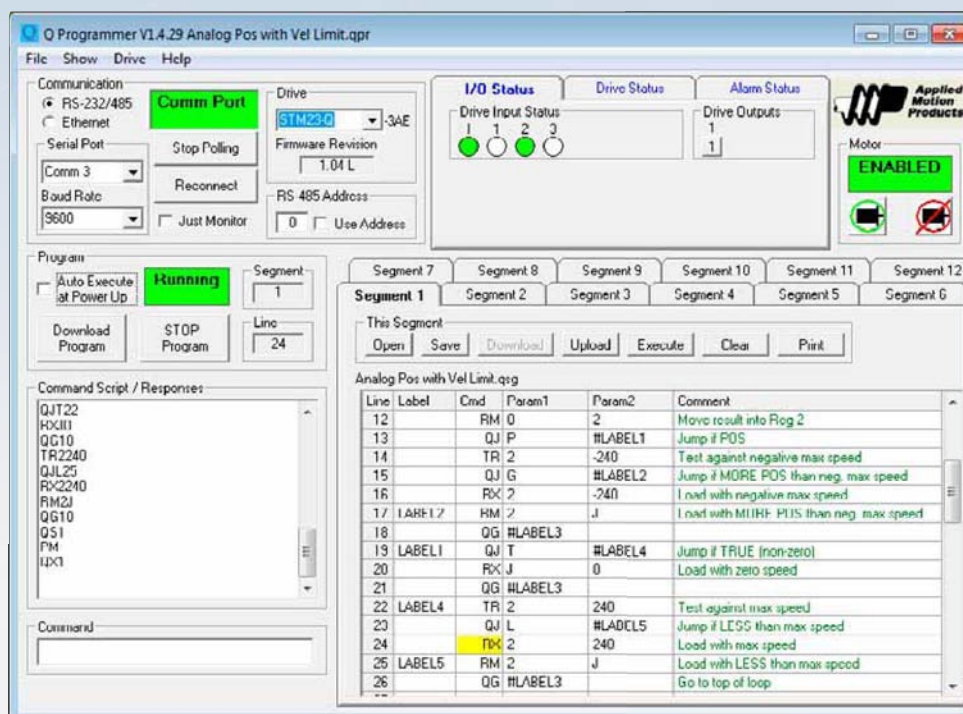 Q Programmer V1.4.29 Analog Pos with Vel Limit.qpr
File Show Drive Help
Communication
RS-232/485
Ethernet
Comm Port
Serial Port
Comm 3
Baud Rate
9600
Stop Polling
Reconnect
Just Monitor
Drive
STM23-Q -3AE
Firmware Revision
1.04 L
RS 485 Address
0 Use Address
I/O Status Drive Status Alarm Status
Drive Input Status
1 2 3
Drive Outputs
1
1
Applied Motion Products
Motor
ENABLED
Program
Auto Execute at Power Up
Running
Segment
1
Download Program
STOP Program
Line
24
Command Script / Responses
QJT22
QG10
TR2240
QJL25
RX2240
RM2J
QG10
QS1
PM
QX1
Command
Segment 7 Segment 8 Segment 9 Segment 10 Segment 11 Segment 12
Segment 1 Segment 2 Segment 3 Segment 4 Segment 5 Segment 6
This Segment
Open Save Download Upload Execute Clear Print
Analog Pos with Vel Limit.qsg
Line Label Cmd Param1 Param2 Comment
12 RM 0 2 Move result into Reg 2
13 QJ P #LABEL1 Jump if POS
14 TR 2 -240 Test against negative max speed
15 QJ G #LABEL2 Jump if MORE POS than neg. max speed
16 RX 2 -240 Load with negative max speed
17 LABEL2 RM 2 J Load with MORE POS than neg. max speed
18 QG #LABEL3
19 LABEL1 QJ T #LABEL4 Jump if TRUE (non-zero)
20 RX J 0 Load with zero speed
21 QG #LABEL3
22 LABEL4 TR 2 240 Test against max speed
23 QJ L #LABEL5 Jump if LESS than max speed
24 RX 2 240 Load with max speed
25 LABEL5 RM 2 J Load with LESS than max speed
26 QG #LABEL3 Go to top of loop